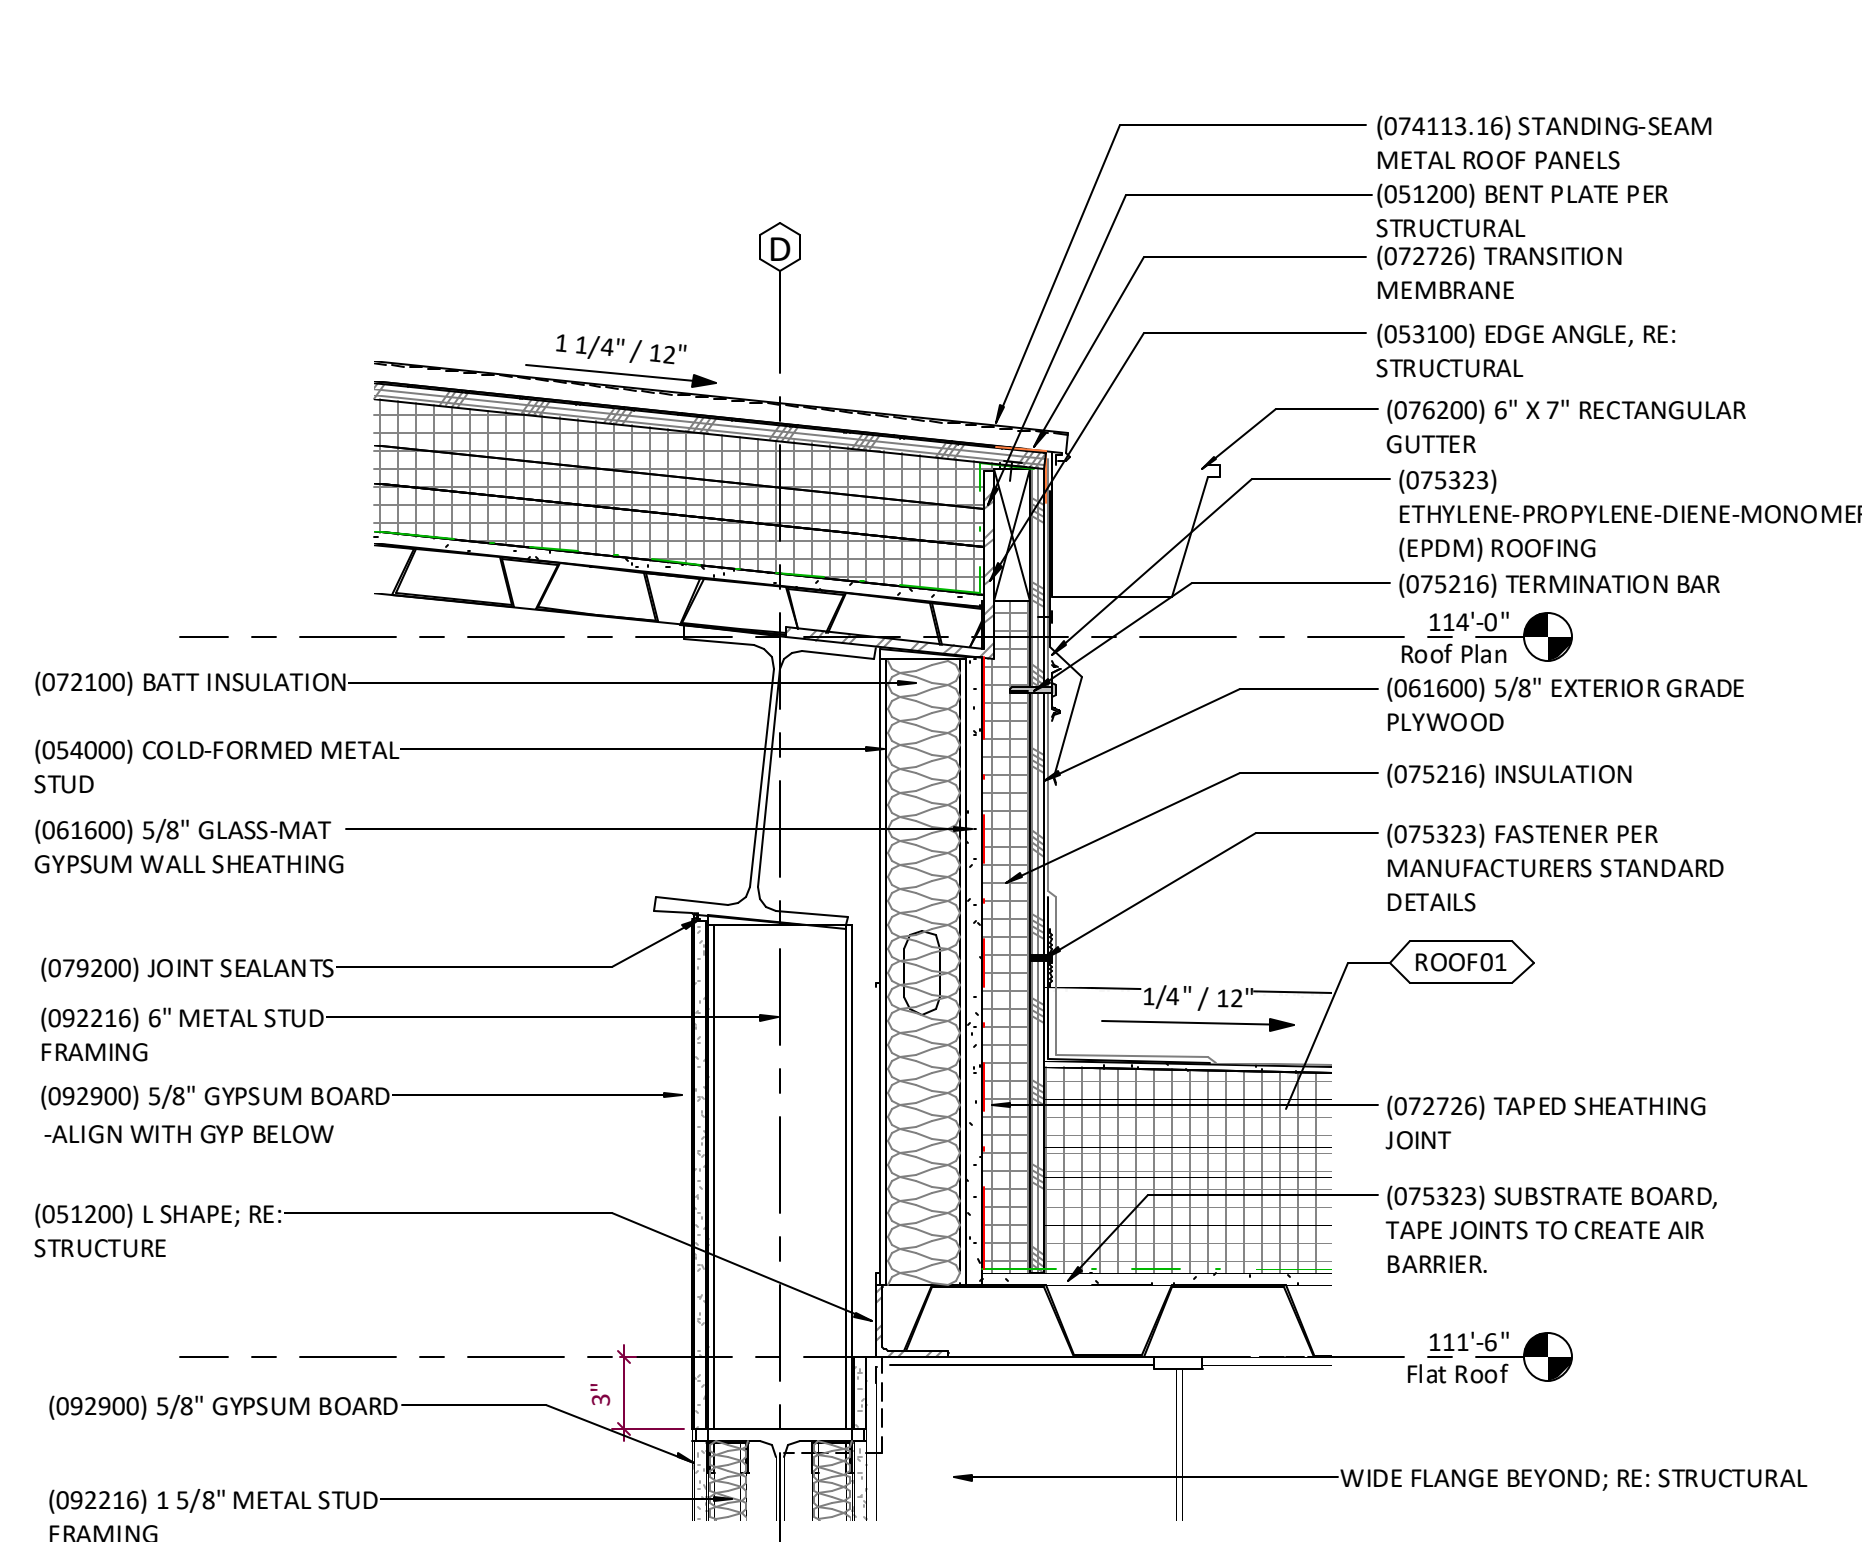 (074113.16) STANDING-SEAM
METAL ROOF PANELS
(051200) BENT PLATE PER
STRUCTURAL
(072726) TRANSITION
MEMBRANE
(053100) EDGE ANGLE, RE:
STRUCTURAL
(076200) 6" X 7" RECTANGULAR
GUTTER
(075323)
ETHYLENE-PROPYLENE-DIENE-MONOMER
(EPDM) ROOFING
(075216) TERMINATION BAR
114'-0"
Roof Plan
(061600) 5/8" EXTERIOR GRADE
PLYWOOD
(075216) INSULATION
(075323) FASTENER PER
MANUFACTURERS STANDARD
DETAILS
ROOF01
1/4" / 12"
(072726) TAPED SHEATHING
JOINT
(075323) SUBSTRATE BOARD,
TAPE JOINTS TO CREATE AIR
BARRIER.
111'-6"
Flat Roof
WIDE FLANGE BEYOND; RE: STRUCTURAL
D
1 1/4" / 12"
(072100) BATT INSULATION
(054000) COLD-FORMED METAL
STUD
(061600) 5/8" GLASS-MAT
GYPSUM WALL SHEATHING
(079200) JOINT SEALANTS
(092216) 6" METAL STUD
FRAMING
(092900) 5/8" GYPSUM BOARD
-ALIGN WITH GYP BELOW
(051200) L SHAPE; RE:
STRUCTURE
3"
(092900) 5/8" GYPSUM BOARD
(092216) 1 5/8" METAL STUD
FRAMING